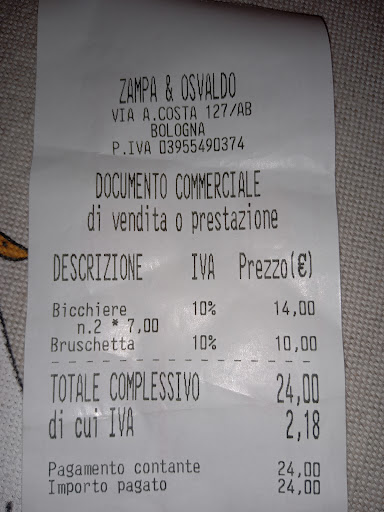 ZAMPA & OSVALDO
VIA A.COSTA 127/AB
BOLOGNA
P.IVA 03955490374
DOCUMENTO COMMERCIALE
di vendita o prestazione
DESCRIZIONE IVA Prezzo(€)
Bicchiere 10% 14,00
n.2 * 7,00
Bruschetta 10% 10,00
TOTALE COMPLESSIVO 24,00
di cui IVA 2,18
Pagamento contante 24,00
Importo pagato 24,00